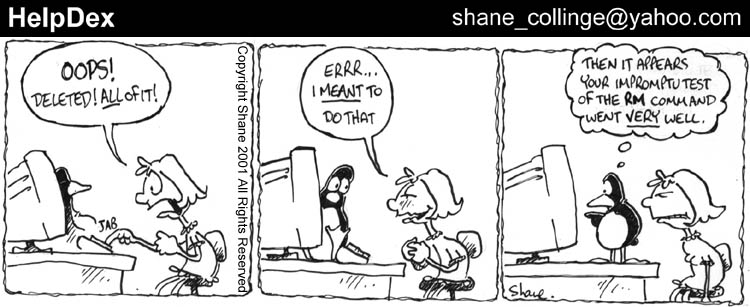 HelpDex
shane_collinge@yahoo.com
OOPS!
DELETED! ALL OF IT!
JAB
Copyright Shane 2001 All Rights Reserved
ERRR...
I MEANT TO
DO THAT
THEN IT APPEARS
YOUR IMPROMPTU TEST
OF THE RM COMMAND
WENT VERY WELL.
Shane.